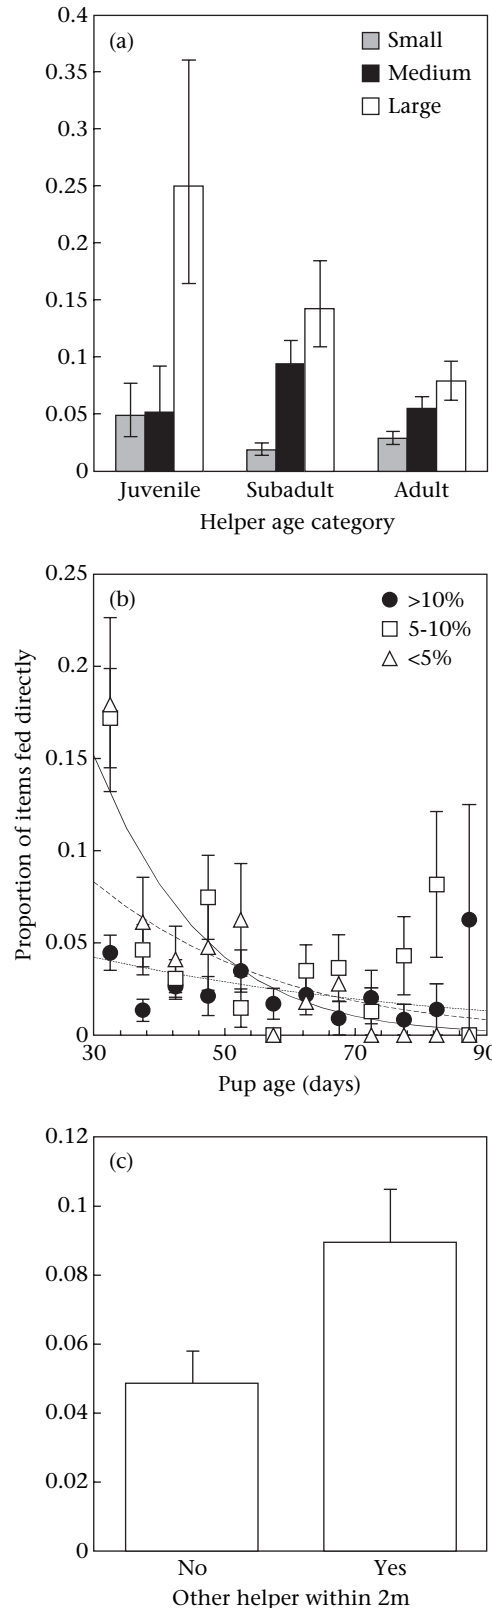 0.4
(a)
Small
Medium
Large
0.35
0.3
0.25
0.2
0.15
0.1
0.05
0
Juvenile Subadult Adult
Helper age category
Proportion of items fed directly
0.25
(b)
>10%
5-10%
<5%
0.2
0.15
0.1
0.05
0
30 50 70 90
Pup age (days)
0.12
(c)
0.1
0.08
0.06
0.04
0.02
0
No Yes
Other helper within 2m